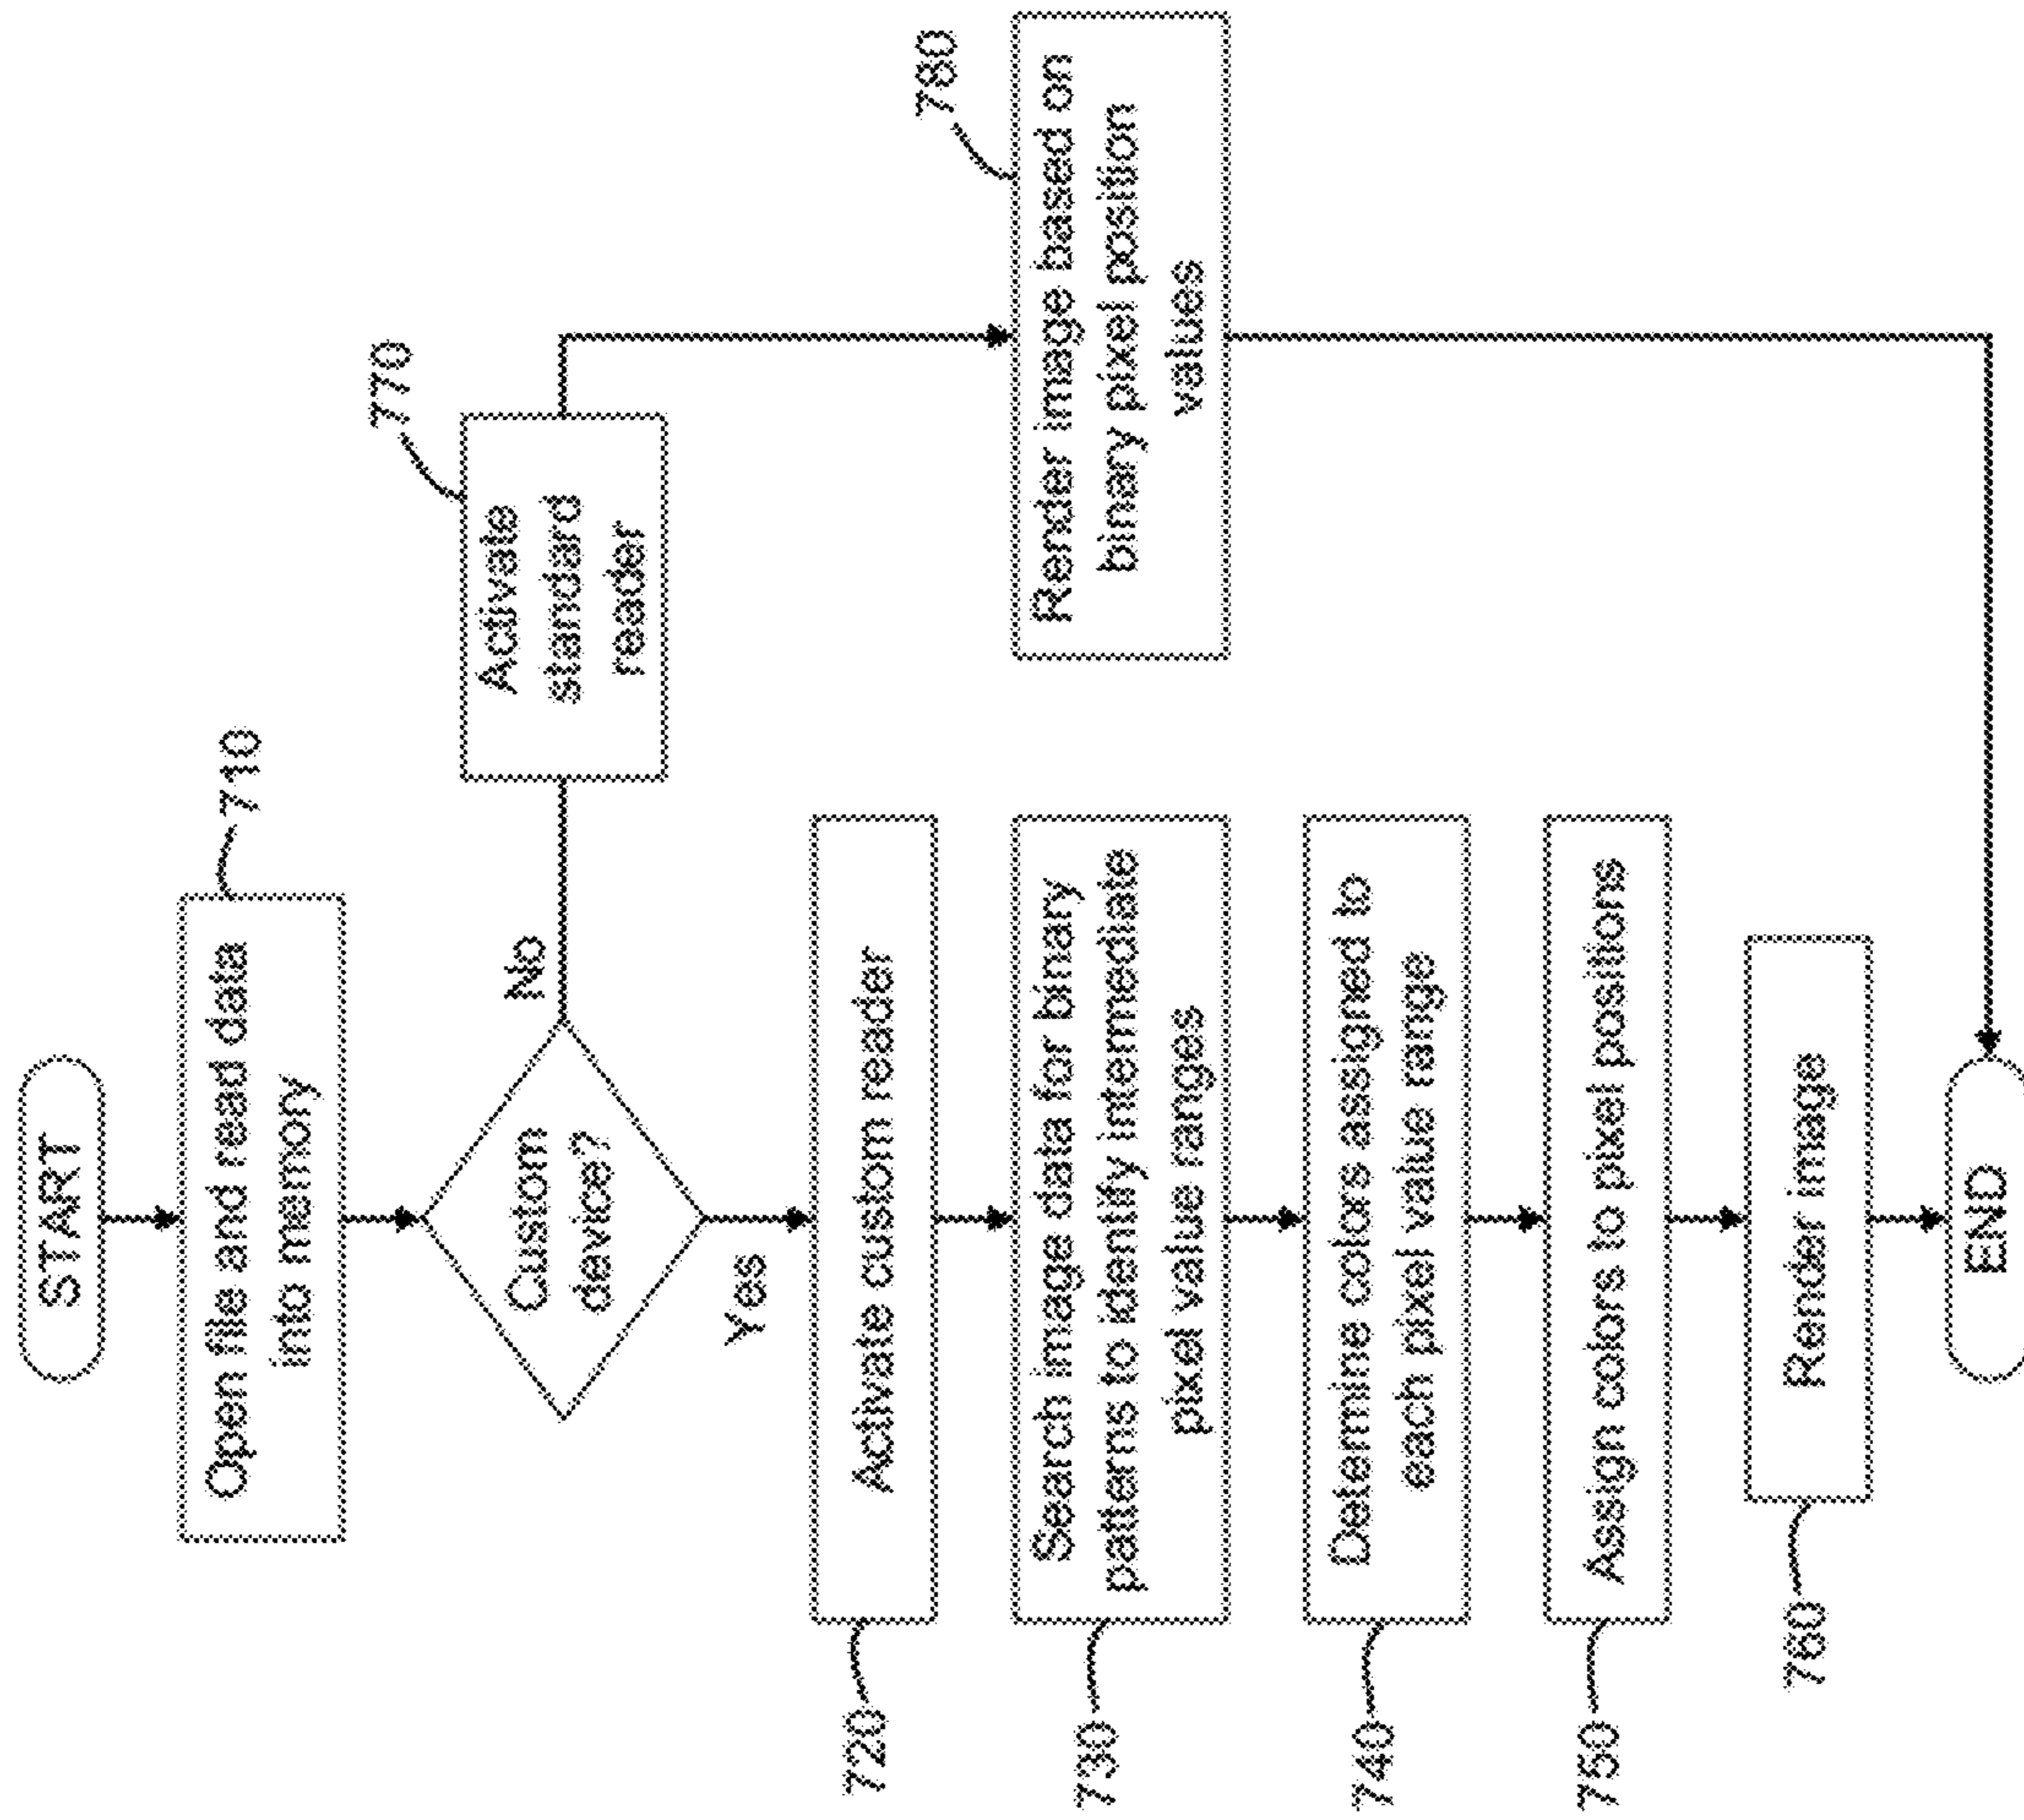 START
Open file and read data
into memory
710
Custom
device?
No
Yes
Activate
standard
reader
770
Activate custom reader
720
Search image data for binary
patterns to identify intermediate
pixel value ranges
730
Render image based on
binary pixel position
values
780
Determine colors assigned to
each pixel value range
740
Assign colors to pixel positions
750
Render image
760
END